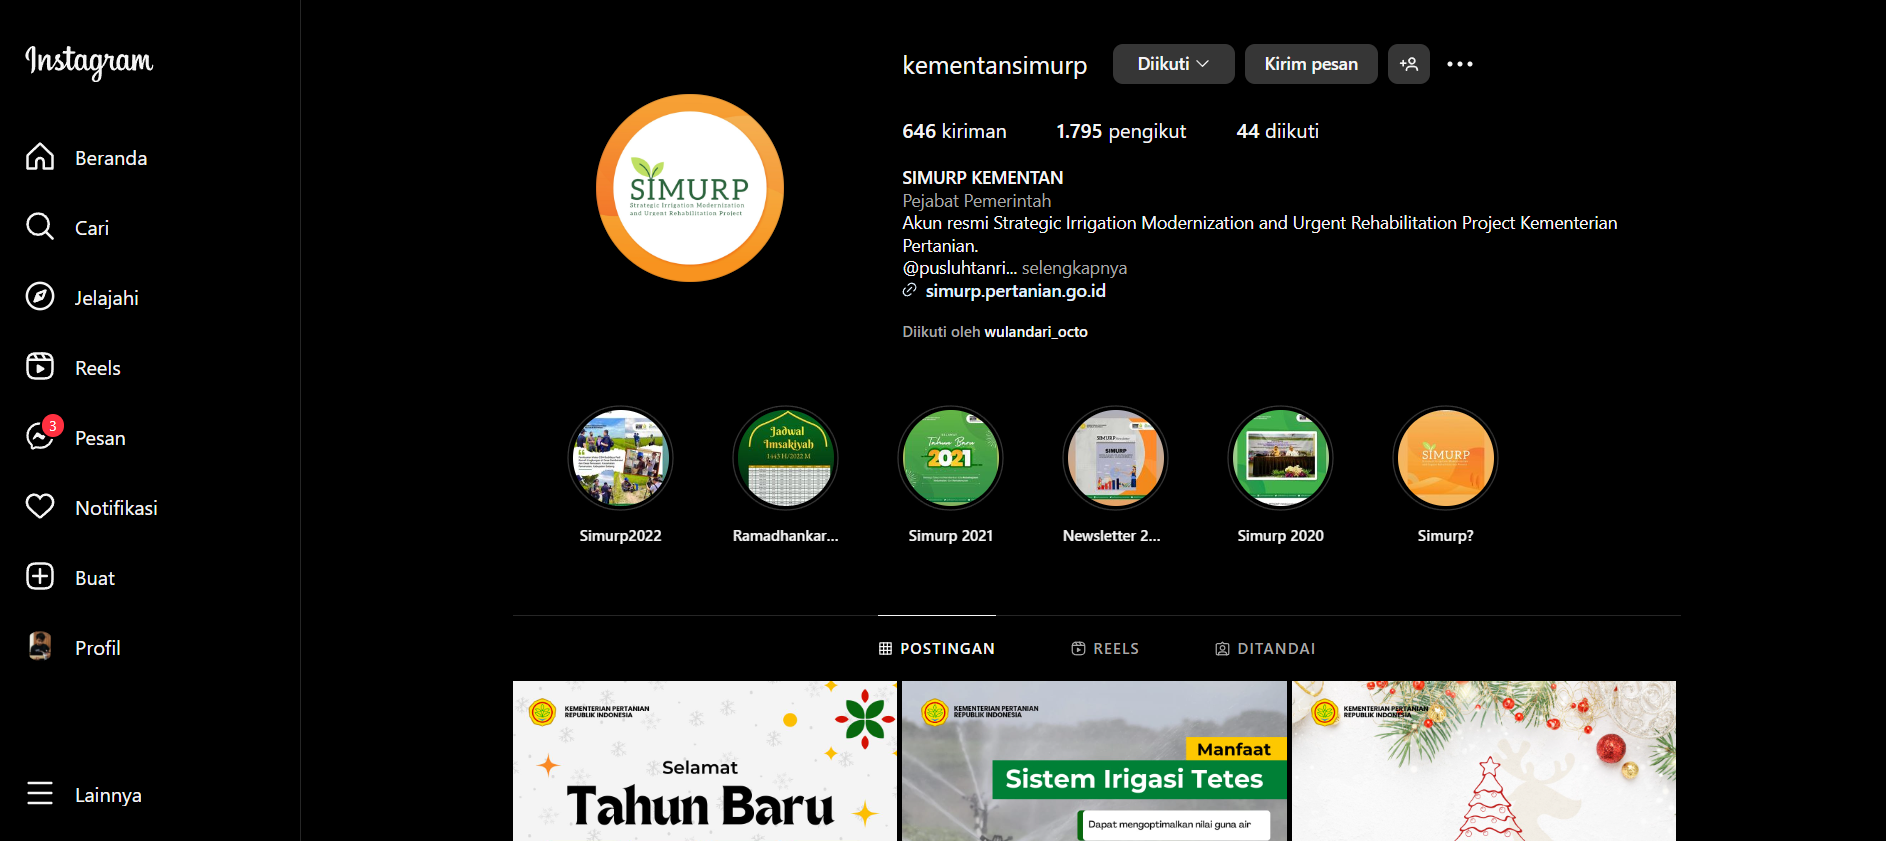 Instagram
Beranda
Cari
Jelajahi
Reels
3
Pesan
Notifikasi
Buat
Profil
Lainnya
kementansimurp
Diikuti
Kirim pesan
646 kiriman
1.795 pengikut
44 diikuti
SIMURP KEMENTAN
Pejabat Pemerintah
Akun resmi Strategic Irrigation Modernization and Urgent Rehabilitation Project Kementerian
Pertanian.
@pusluhtanri... selengkapnya
simurp.pertanian.go.id
Diikuti oleh wulandari_octo
SIMURP
Strategic Irrigation Modernization
and Urgent Rehabilitation Project
Jadwal
Imsakiyah
1443 H/2022 M
Tahun Baru
2021
SIMURP
SIMURP
SIMURP
Simurp2022
Ramadhankar...
Simurp 2021
Newsletter 2...
Simurp 2020
Simurp?
POSTINGAN
REELS
DITANDAI
KEMENTERIAN PERTANIAN
REPUBLIK INDONESIA
Selamat
Tahun Baru
KEMENTERIAN PERTANIAN
REPUBLIK INDONESIA
Manfaat
Sistem Irigasi Tetes
Dapat mengoptimalkan nilai guna air
KEMENTERIAN PERTANIAN
REPUBLIK INDONESIA